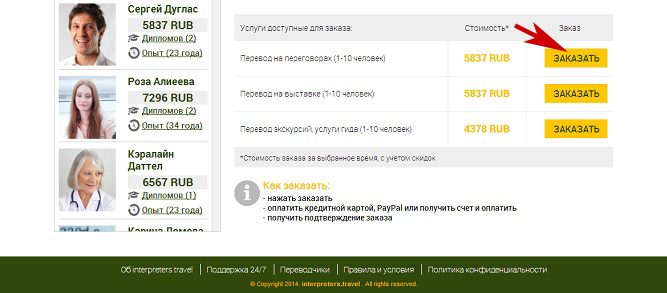 Сергей Дуглас
5837 RUB
Дипломов (2)
Опыт (23 года)
Роза Алиеева
7296 RUB
Дипломов (2)
Опыт (34 года)
Кэралайн
Даттел
6567 RUB
Дипломов (1)
Опыт (23 года)
Карина Ломова
Услуги доступные для заказа: Стоимость* Заказ
Перевод на переговорах (1-10 человек) 5837 RUB ЗАКАЗАТЬ
Перевод на выставке (1-10 человек) 5837 RUB ЗАКАЗАТЬ
Перевод экскурсий, услуги гида (1-10 человек) 4378 RUB ЗАКАЗАТЬ
*Стоимость заказа за выбранное время, с учетом скидок
Как заказать:
- нажать заказать
- оплатить кредитной картой, PayPal или получить счет и оплатить
- получить подтверждение заказа
Об interpreters.travel | Поддержка 24/7 | Переводчики | Правила и условия | Политика конфиденциальности
© Copyright 2014. interpreters.travel . All rights reserved.